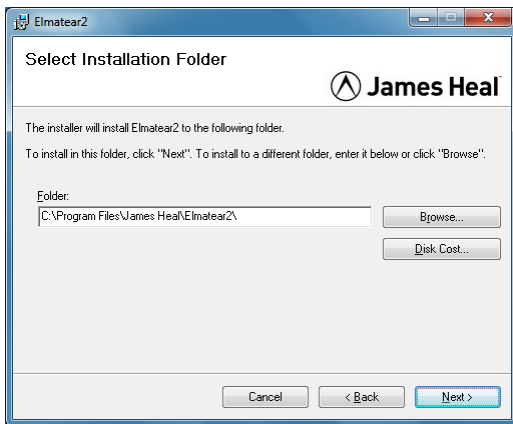 Elmatear2
Select Installation Folder
James Heal
The installer will install Elmatear2 to the following folder.
To install in this folder, click "Next". To install to a different folder, enter it below or click "Browse".
Folder:
C:\Program Files\James Heal\Elmatear2\
Browse...
Disk Cost...
Cancel
< Back
Next >